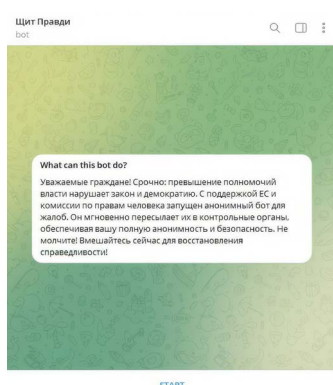 Щит Правди
bot
What can this bot do?
Уважаемые граждане! Срочно: превышение полномочий
власти нарушает закон и демократию. С поддержкой ЕС и
комиссии по правам человека запущен анонимный бот для
жалоб. Он мгновенно пересылает их в контрольные органы,
обеспечивая вашу полную анонимность и безопасность. Не
молчите! Вмешайтесь сейчас для восстановления
справедливости!
START